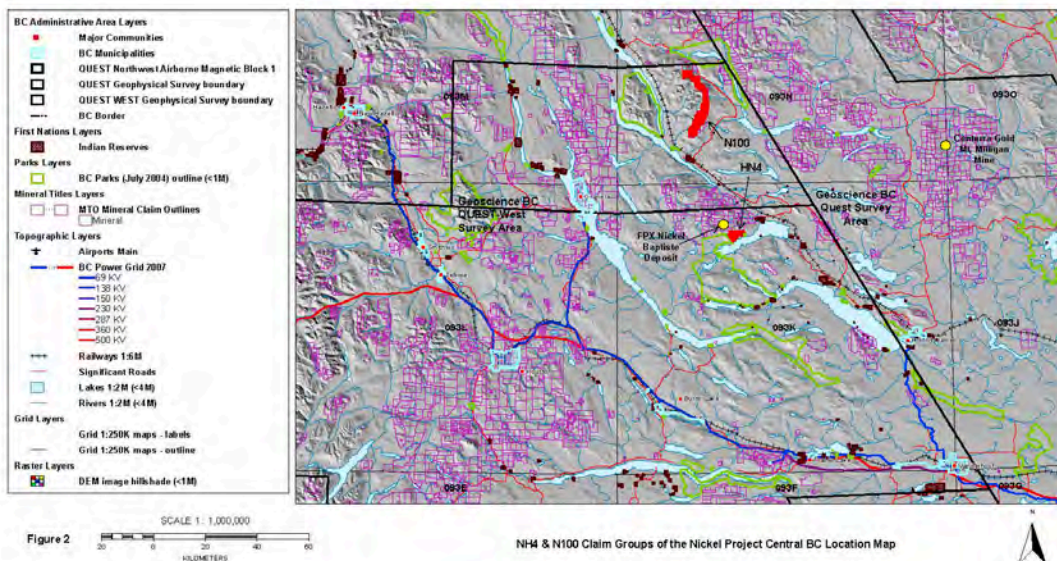 BC Administrative Area Layers
Major Communities
BC Municipalities
QUEST Northwest Airborne Magnetic Block 1
QUEST Geophysical Survey boundary
QUEST WEST Geophysical Survey boundary
BC Border
First Nations Layers
Indian Reserves
Parks Layers
BC Parks (July 2004) outline (<1M)
Mineral Titles Layers
MTO Mineral Claim Outlines
Mineral
Topographic Layers
Airports Main
BC Power Grid 2007
69 KV
138 KV
150 KV
230 KV
287 KV
360 KV
500 KV
Railways 1:6M
Significant Roads
Lakes 1:2M (<4M)
Rivers 1:2M (<4M)
Grid Layers
Grid 1:250K maps - labels
Grid 1:250K maps - outline
Raster Layers
DEM image hillshade (<1M)
093M
093N
093O
N100
HN4
Centerra Gold
Mt. Milligan
Mine
Geoscience BC
QUEST-West
Survey Area
Geoscience BC
Quest Survey
Area
FPX Nickel
Baptiste
Deposit
093L
093K
093J
093E
093F
093G
Figure 2
SCALE 1 : 1,000,000
20 0 20 40 60
KILOMETERS
NH4 & N100 Claim Groups of the Nickel Project Central BC Location Map
N